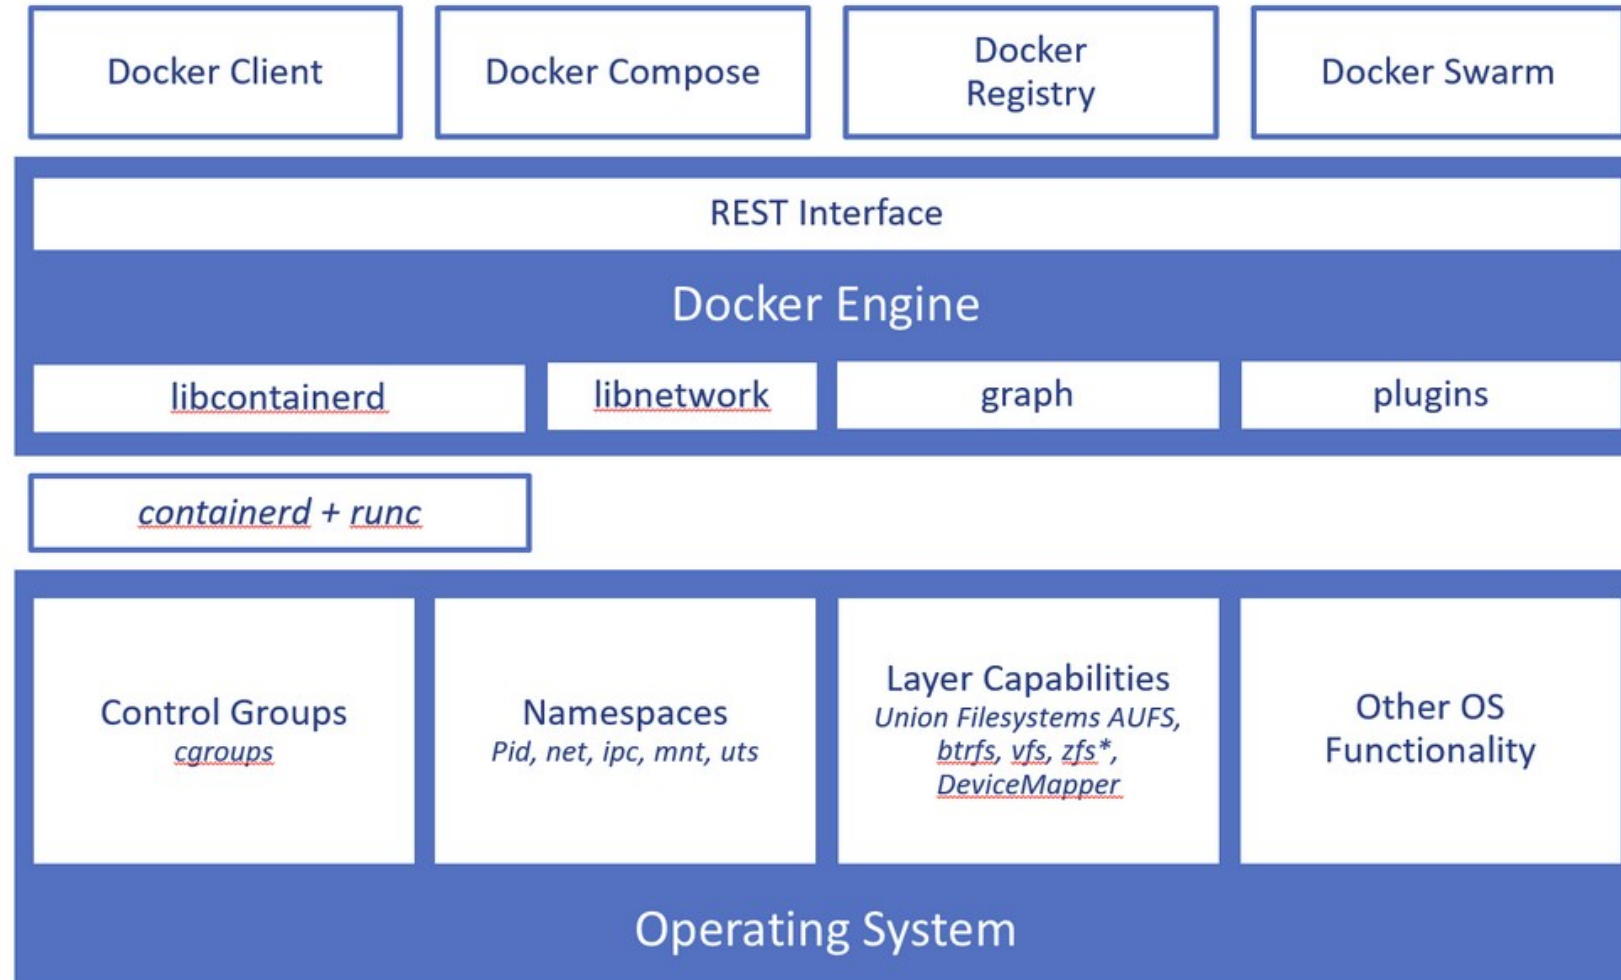 Docker Client
Docker Compose
Docker
Registry
Docker Swarm
REST Interface
Docker Engine
libcontainerd
libnetwork
graph
plugins
containerd + runc
Control Groups
cgroups
Namespaces
Pid, net, ipc, mnt, uts
Layer Capabilities
Union Filesystems AUFS,
btrfs, vfs, zfs*,
DeviceMapper
Other OS
Functionality
Operating System